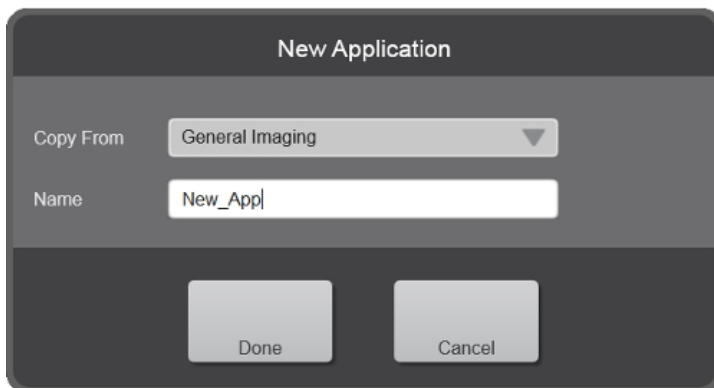 New Application
Copy From General Imaging
Name New_App
Done Cancel